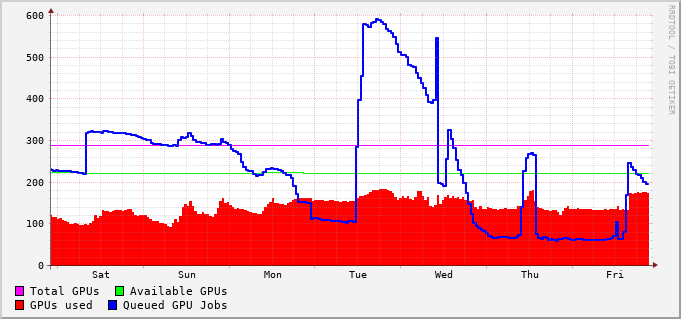 RRDTOOL / TOBI OETIKER
600
500
400
300
200
100
0
Sat Sun Mon Tue Wed Thu Fri
Total GPUs Available GPUs
GPUs used Queued GPU Jobs